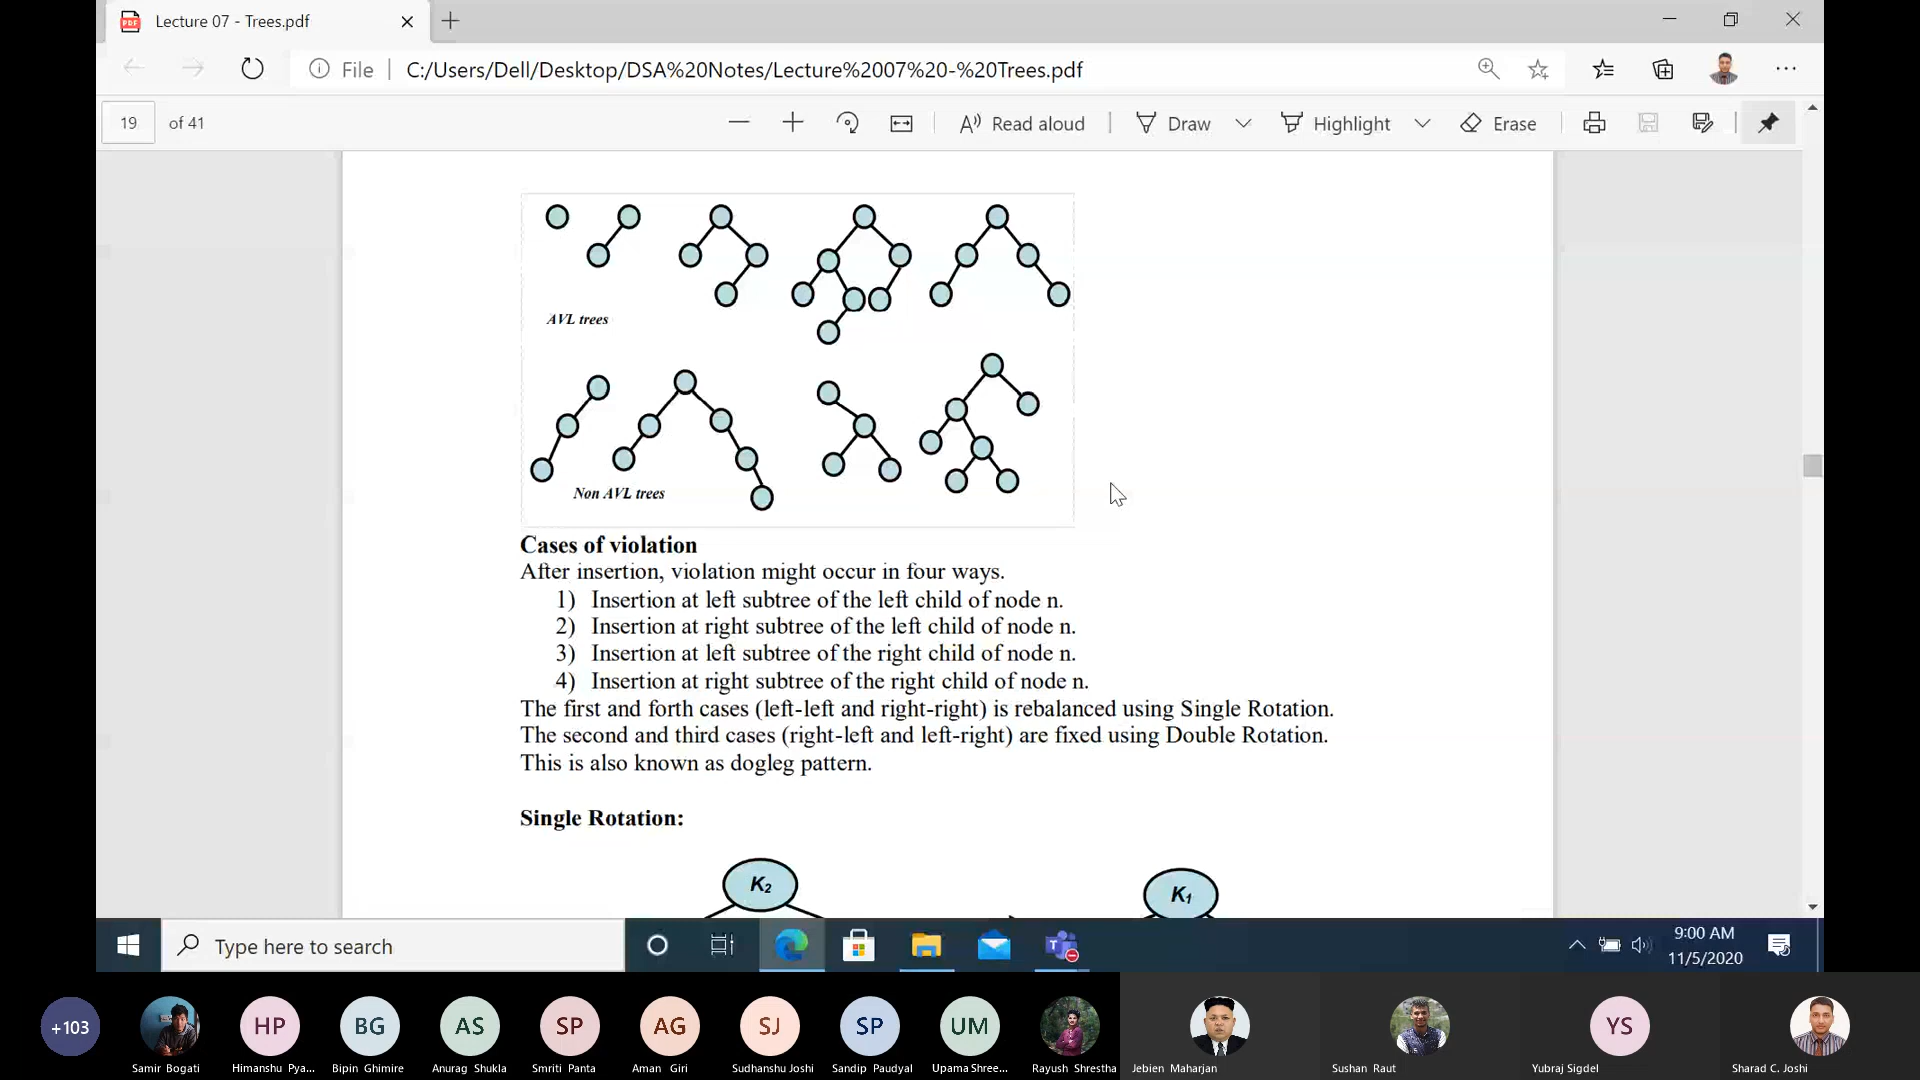 Lecture 07 - Trees.pdf
File
C:/Users/Dell/Desktop/DSA%20Notes/Lecture%2007%20-%20Trees.pdf
19 of 41
Read aloud
Draw
Highlight
Erase
AVL trees
Non AVL trees
Cases of violation
After insertion, violation might occur in four ways.
1) Insertion at left subtree of the left child of node n.
2) Insertion at right subtree of the left child of node n.
3) Insertion at left subtree of the right child of node n.
4) Insertion at right subtree of the right child of node n.
The first and forth cases (left-left and right-right) is rebalanced using Single Rotation.
The second and third cases (right-left and left-right) are fixed using Double Rotation.
This is also known as dogleg pattern.
Single Rotation:
K2
K1
Type here to search
9:00 AM
11/5/2020
+103
HP
BG
AS
SP
AG
SJ
SP
UM
YS
Samir Bogati
Himanshu Pya...
Bipin Ghimire
Anurag Shukla
Smriti Panta
Aman Giri
Sudhanshu Joshi
Sandip Paudyal
Upama Shree...
Rayush Shrestha
Jebien Maharjan
Sushan Raut
Yubraj Sigdel
Sharad C. Joshi